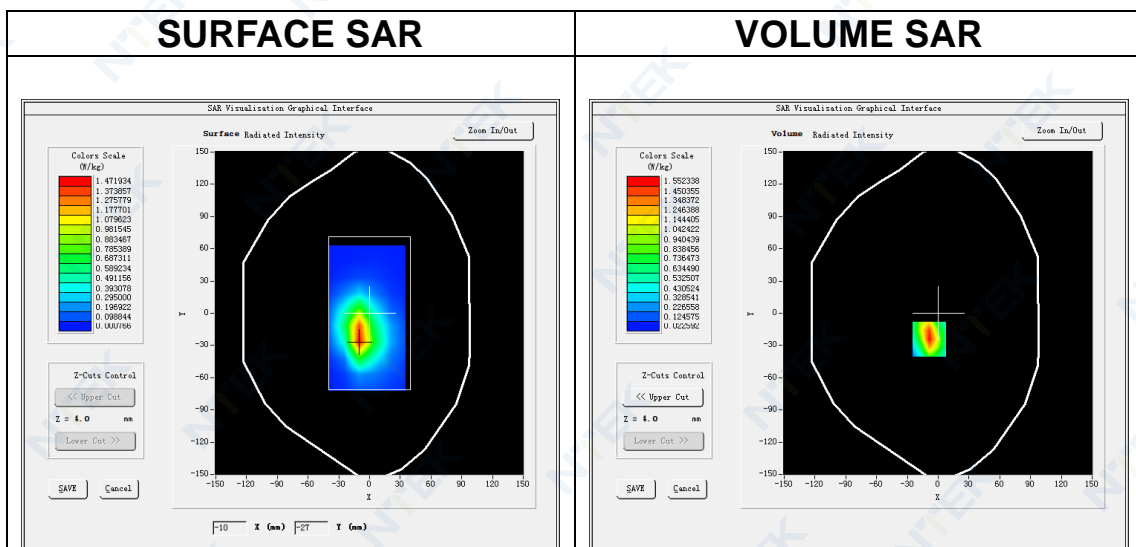 SURFACE SAR
VOLUME SAR
SAR Visualisation Graphical Interface
Surface Radiated Intensity
Zoom In/Out
Colors Scale
(W/kg)
1.471934
1.373857
1.275779
1.177701
1.079623
0.981545
0.883467
0.785389
0.687311
0.589234
0.491156
0.393078
0.295000
0.196922
0.098844
0.000766
Z-Cuts Control
<< Upper Cut
Z = 4.0 mm
Lower Cut >>
SAVE
Cancel
150
120
90
60
30
0
-30
-60
-90
-120
-150
Y
-150 -120 -90 -60 -30 0 30 60 90 120 150
X
-10 X (mm) -27 Y (mm)
SAR Visualisation Graphical Interface
Volume Radiated Intensity
Zoom In/Out
Colors Scale
(W/kg)
1.552338
1.450355
1.348372
1.246388
1.144405
1.042422
0.940439
0.838456
0.736473
0.634490
0.532507
0.430524
0.328541
0.226558
0.124575
0.022592
Z-Cuts Control
<< Upper Cut
Z = 4.0 mm
Lower Cut >>
SAVE
Cancel
150
120
90
60
30
0
-30
-60
-90
-120
-150
Y
-150 -120 -90 -60 -30 0 30 60 90 120 150
X
NTEK